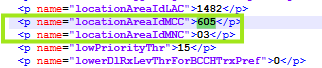 <p name="locationAreaIdLAC">1482</p>
<p name="locationAreaIdMCC">605</p>
<p name="locationAreaIdMNC">03</p>
<p name="lowPriorityThr">15</p>
<p name="lowerDlRxLevThrForBCCHTrxPref">0</p>